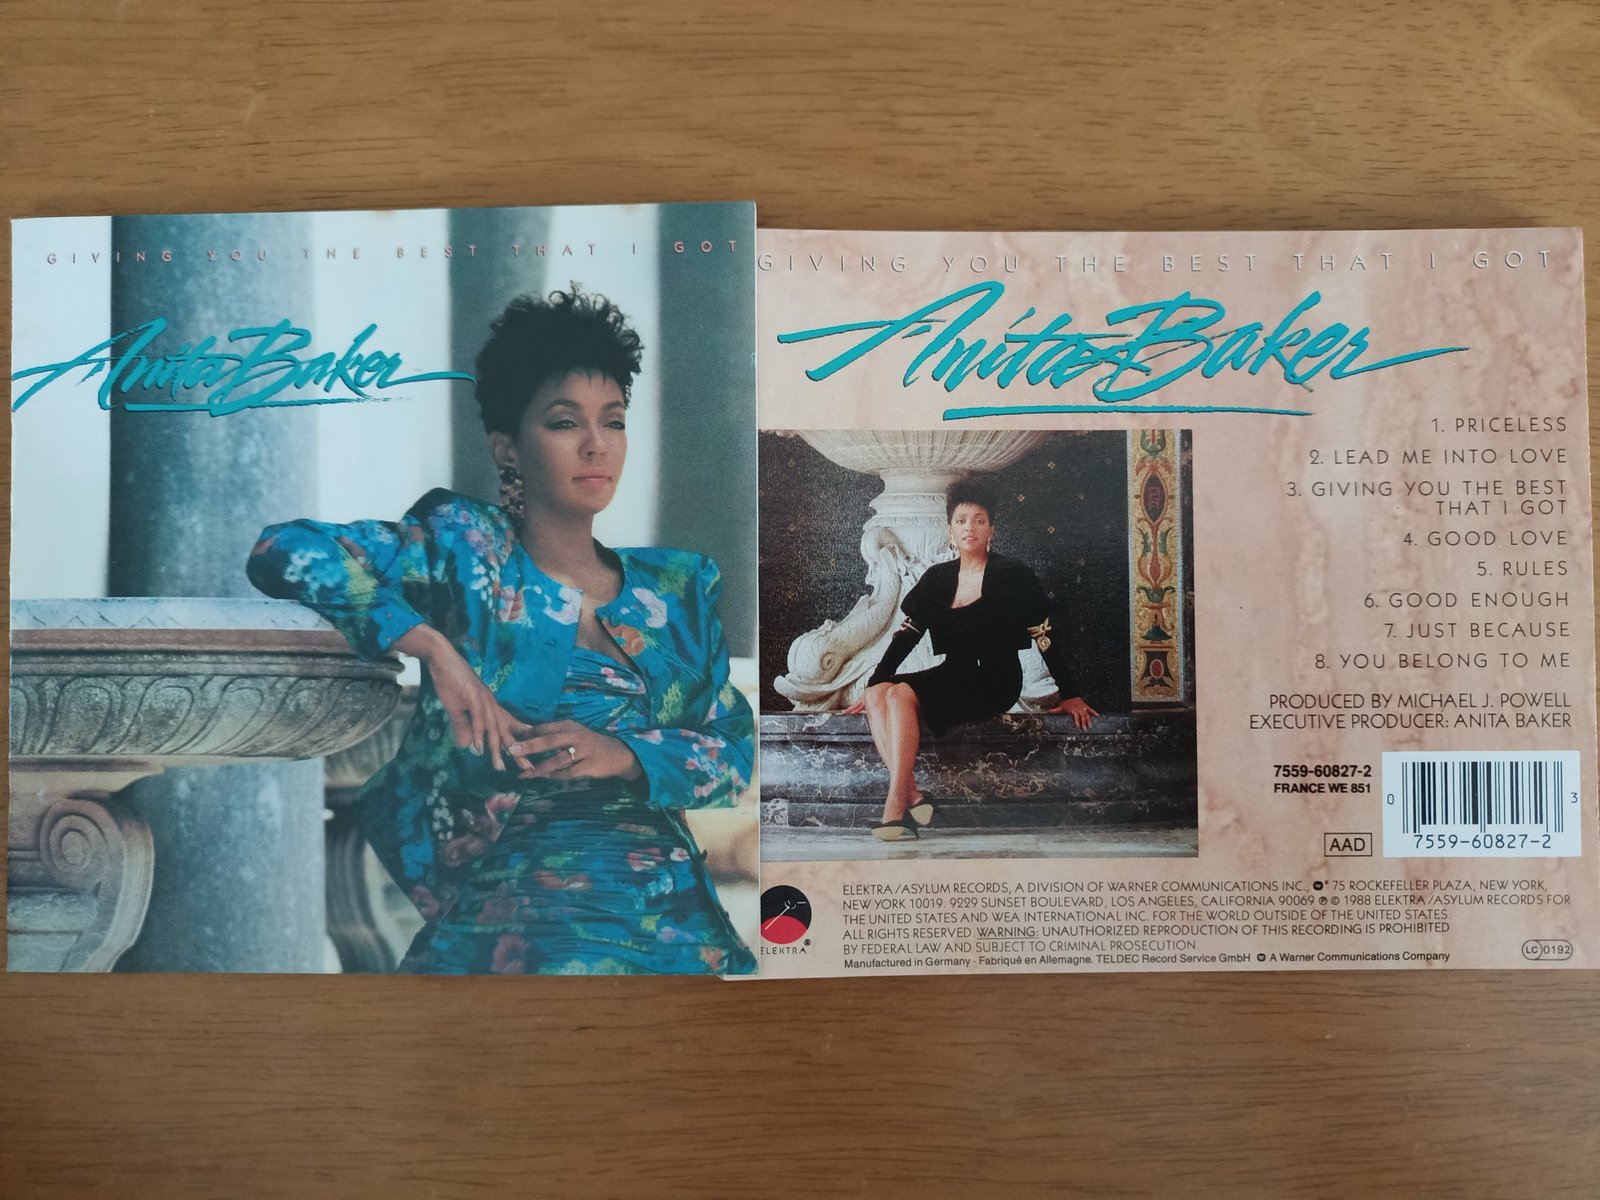 GIVING YOU THE BEST THAT I GOT
Anita Baker
GIVING YOU THE BEST THAT I GOT
Anita Baker
1. PRICELESS
2. LEAD ME INTO LOVE
3. GIVING YOU THE BEST
THAT I GOT
4. GOOD LOVE
5. RULES
6. GOOD ENOUGH
7. JUST BECAUSE
8. YOU BELONG TO ME
PRODUCED BY MICHAEL J. POWELL
EXECUTIVE PRODUCER: ANITA BAKER
7559-60827-2
FRANCE WE 851
AAD
0 7559-60827-2 3
ELEKTRA®
ELEKTRA/ASYLUM RECORDS, A DIVISION OF WARNER COMMUNICATIONS INC., ® 75 ROCKEFELLER PLAZA, NEW YORK,
NEW YORK 10019. 9229 SUNSET BOULEVARD, LOS ANGELES, CALIFORNIA 90069 ℗ © 1988 ELEKTRA/ASYLUM RECORDS FOR
THE UNITED STATES AND WEA INTERNATIONAL INC. FOR THE WORLD OUTSIDE OF THE UNITED STATES.
ALL RIGHTS RESERVED. WARNING: UNAUTHORIZED REPRODUCTION OF THIS RECORDING IS PROHIBITED
BY FEDERAL LAW AND SUBJECT TO CRIMINAL PROSECUTION.
Manufactured in Germany · Fabriqué en Allemagne. TELDEC Record Service GmbH A Warner Communications Company
LC 0192